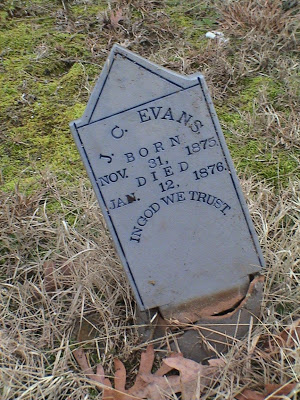 J. C. EVANS
BORN
NOV. 31. 1875.
DIED
JAN. 12. 1876.
IN GOD WE TRUST.